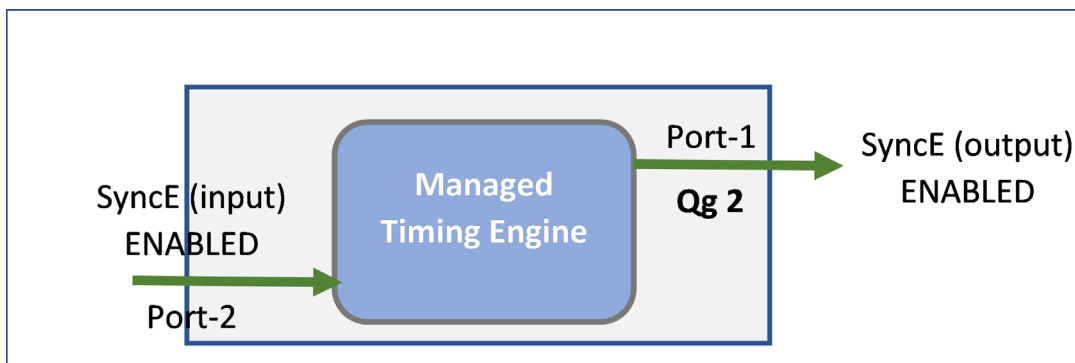 SyncE (input)
ENABLED
Port-2
Managed
Timing Engine
Port-1
Qg 2
SyncE (output)
ENABLED